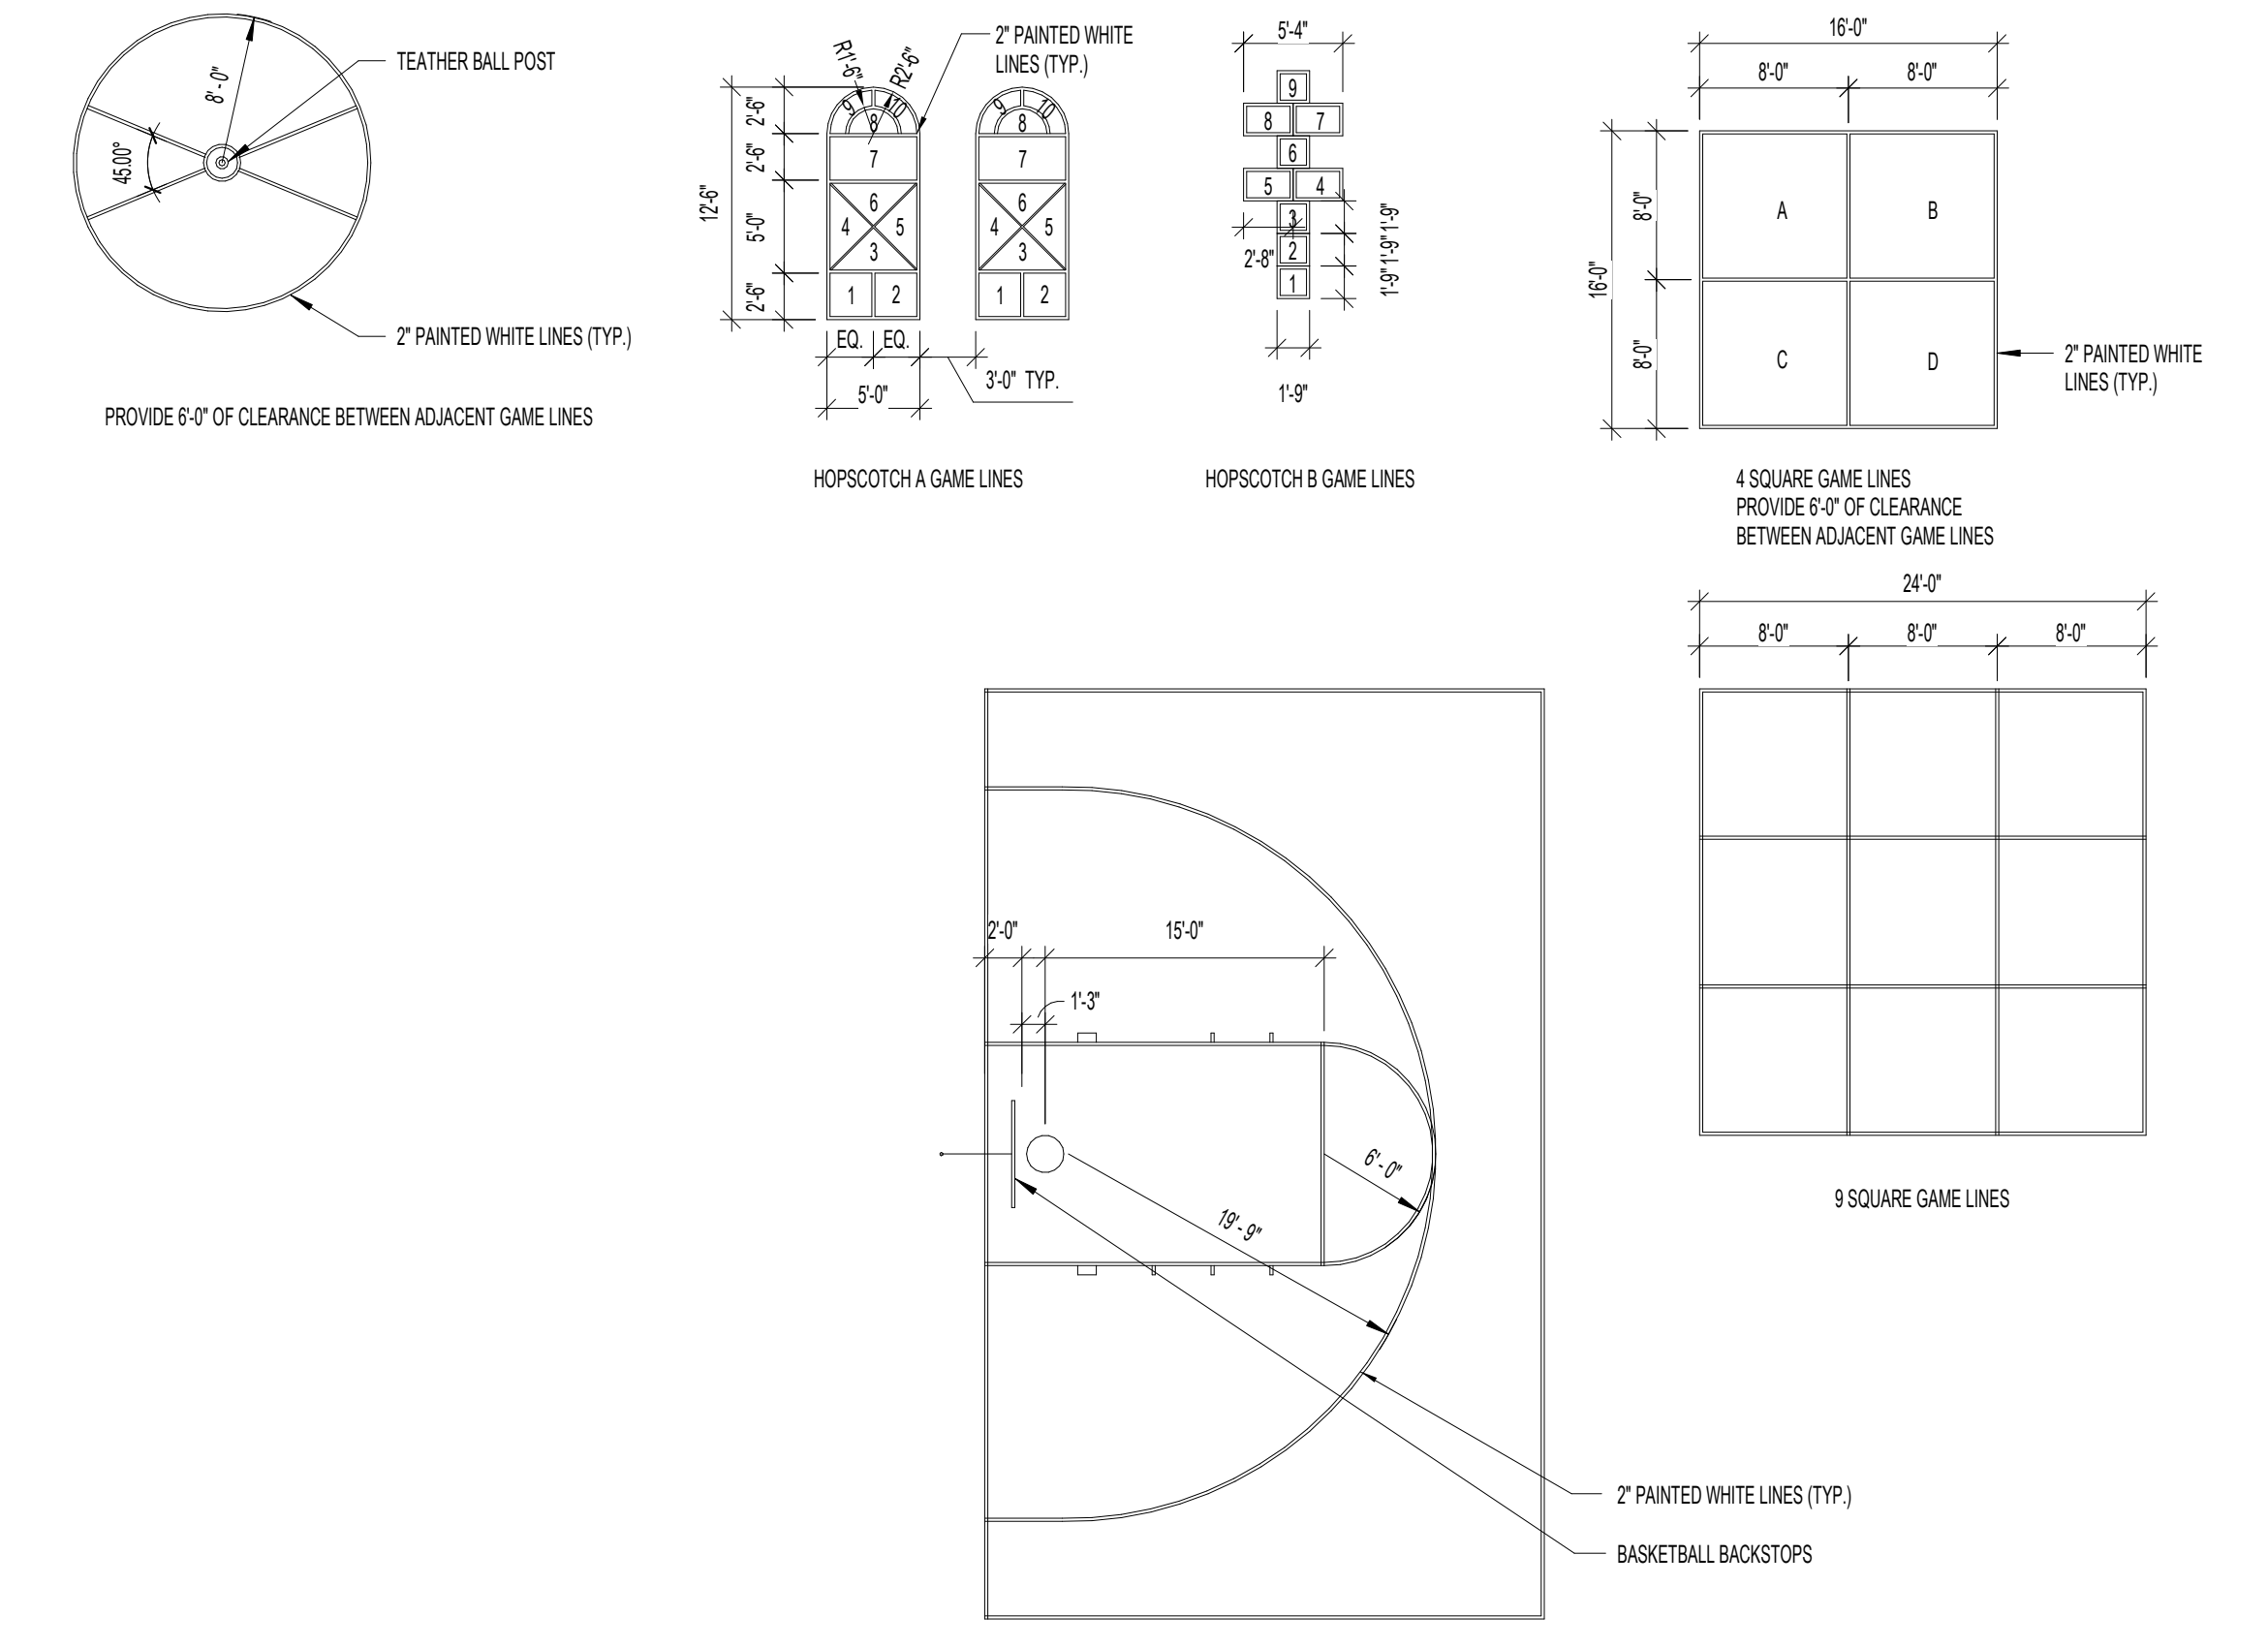 8'-0"
TEATHER BALL POST
45.00°
2" PAINTED WHITE LINES (TYP.)
PROVIDE 6'-0" OF CLEARANCE BETWEEN ADJACENT GAME LINES
R1'-6"
R2'-6"
2" PAINTED WHITE
LINES (TYP.)
12'-6"
2'-6"
2'-6"
5'-0"
2'-6"
9
10
8
7
6
4
5
3
1
2
9
10
8
7
6
4
5
3
1
2
EQ.
EQ.
5'-0"
3'-0" TYP.
HOPSCOTCH A GAME LINES
5'-4"
9
8
7
6
5
4
3
2
1
2'-8"
1'-9"
1'-9"
1'-9"
1'-9"
HOPSCOTCH B GAME LINES
16'-0"
8'-0"
8'-0"
16'-0"
8'-0"
8'-0"
A
B
C
D
2" PAINTED WHITE
LINES (TYP.)
4 SQUARE GAME LINES
PROVIDE 6'-0" OF CLEARANCE
BETWEEN ADJACENT GAME LINES
24'-0"
8'-0"
8'-0"
8'-0"
9 SQUARE GAME LINES
2'-0"
15'-0"
1'-3"
6'-0"
19'-9"
2" PAINTED WHITE LINES (TYP.)
BASKETBALL BACKSTOPS